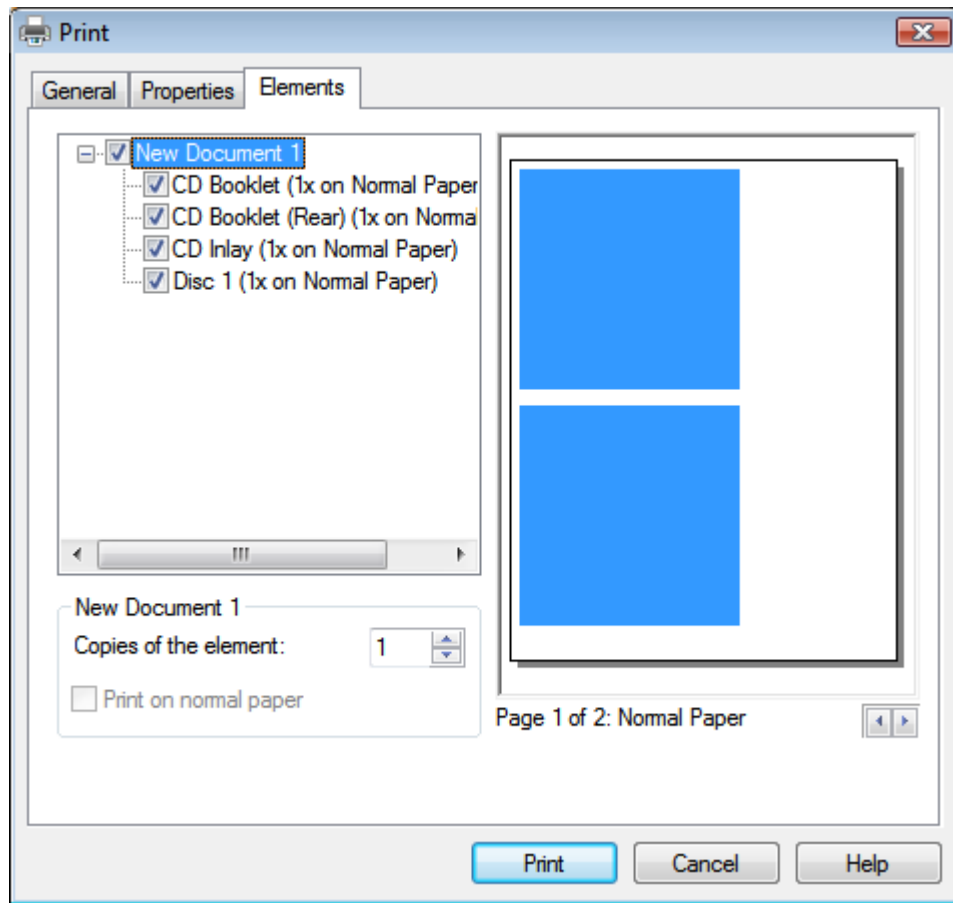 Print
General Properties Elements
New Document 1
CD Booklet (1x on Normal Paper
CD Booklet (Rear) (1x on Norma
CD Inlay (1x on Normal Paper)
Disc 1 (1x on Normal Paper)
New Document 1
Copies of the element: 1
Print on normal paper
Page 1 of 2: Normal Paper
Print Cancel Help